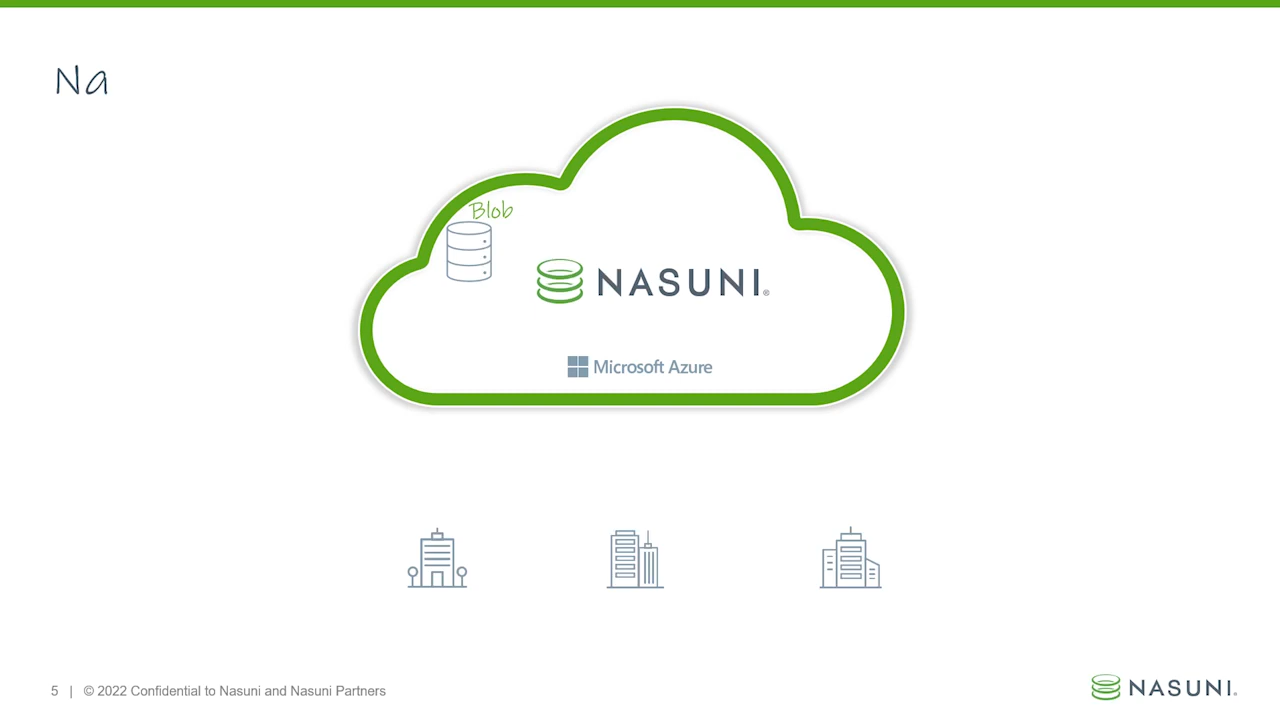 Na
Blob
NASUNI®
Microsoft Azure
5 | © 2022 Confidential to Nasuni and Nasuni Partners
NASUNI®